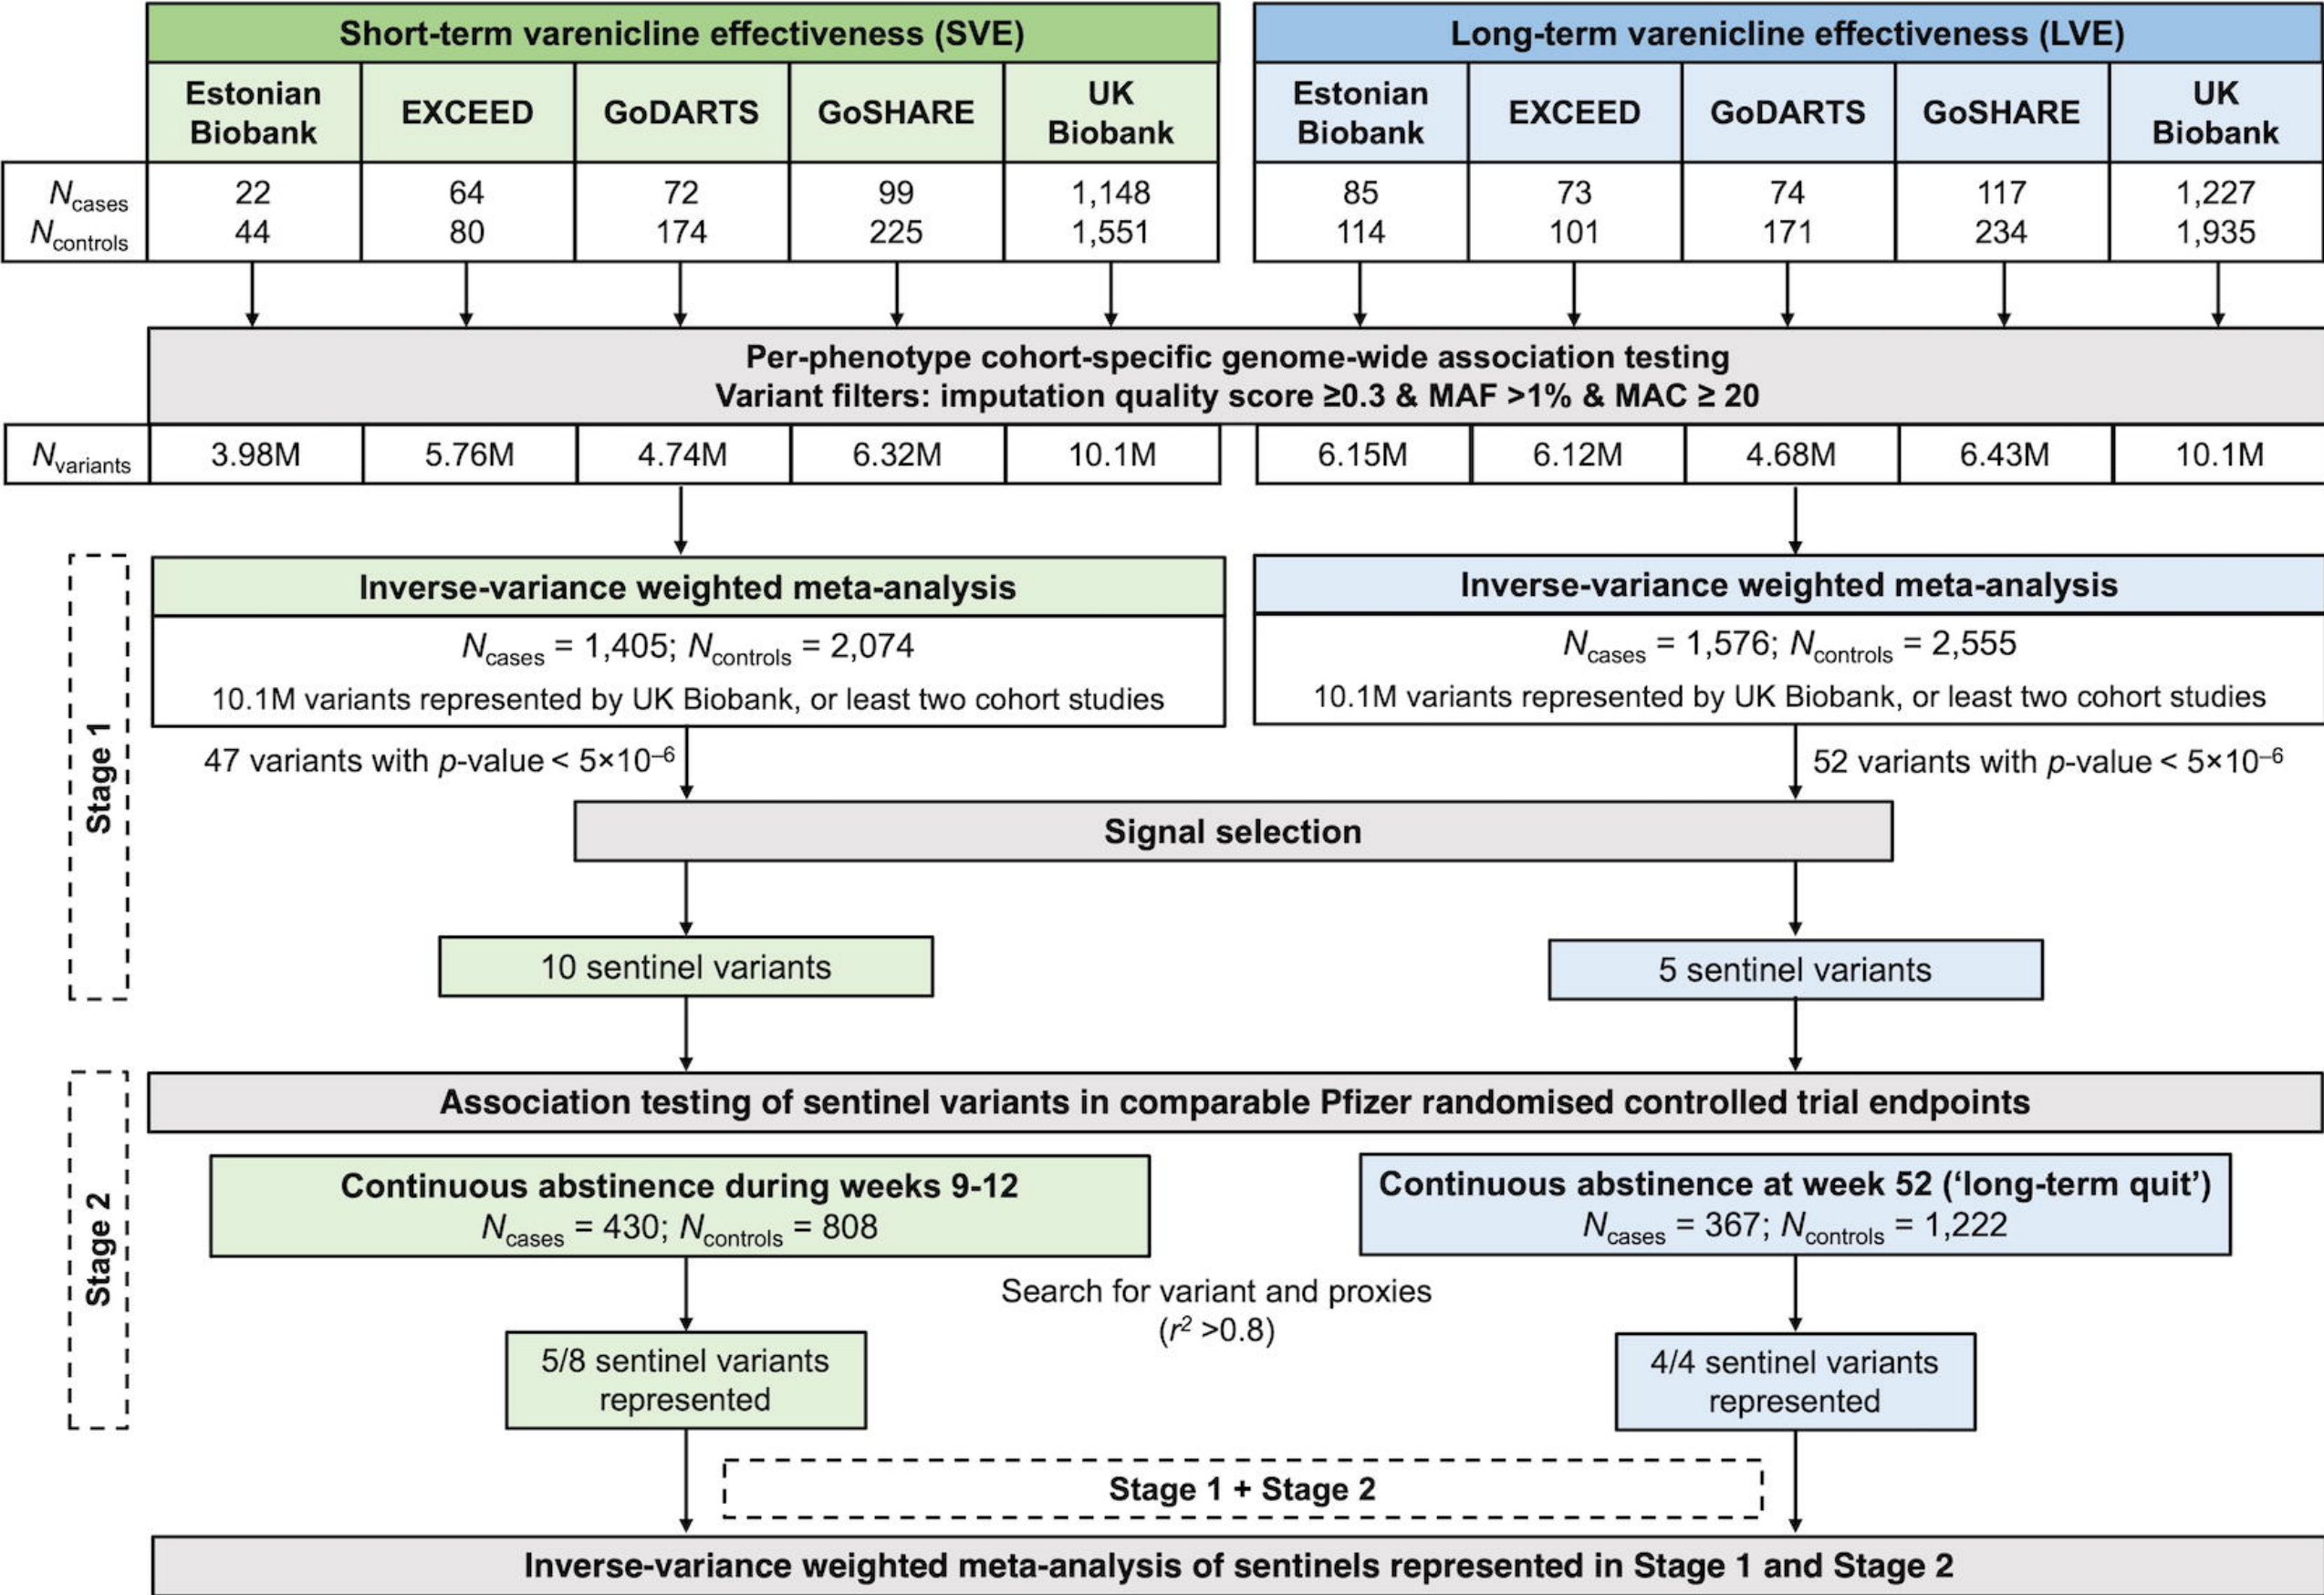 Short-term varenicline effectiveness (SVE)
Long-term varenicline effectiveness (LVE)
Estonian Biobank EXCEED GoDARTS GoSHARE UK Biobank
Estonian Biobank EXCEED GoDARTS GoSHARE UK Biobank
Ncases 22 64 72 99 1,148 85 73 74 117 1,227
Ncontrols 44 80 174 225 1,551 114 101 171 234 1,935
Per-phenotype cohort-specific genome-wide association testing
Variant filters: imputation quality score ≥0.3 & MAF >1% & MAC ≥ 20
Nvariants 3.98M 5.76M 4.74M 6.32M 10.1M 6.15M 6.12M 4.68M 6.43M 10.1M
Stage 1
Inverse-variance weighted meta-analysis
Ncases = 1,405; Ncontrols = 2,074
10.1M variants represented by UK Biobank, or least two cohort studies
Inverse-variance weighted meta-analysis
Ncases = 1,576; Ncontrols = 2,555
10.1M variants represented by UK Biobank, or least two cohort studies
47 variants with p-value < 5×10–6
52 variants with p-value < 5×10–6
Signal selection
10 sentinel variants
5 sentinel variants
Stage 2
Association testing of sentinel variants in comparable Pfizer randomised controlled trial endpoints
Continuous abstinence during weeks 9-12
Ncases = 430; Ncontrols = 808
Continuous abstinence at week 52 (‘long-term quit’)
Ncases = 367; Ncontrols = 1,222
Search for variant and proxies
(r2 >0.8)
5/8 sentinel variants
represented
4/4 sentinel variants
represented
Stage 1 + Stage 2
Inverse-variance weighted meta-analysis of sentinels represented in Stage 1 and Stage 2